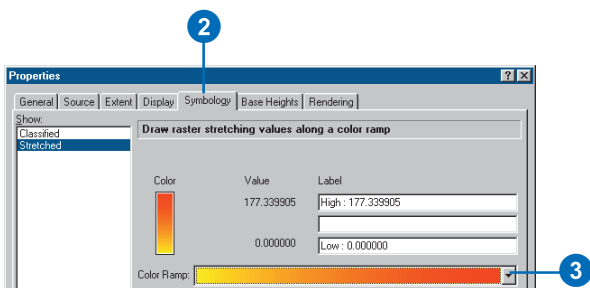 2
Properties
? X
General Source Extent Display Symbology Base Heights Rendering
Show:
Classified
Stretched
Draw raster stretching values along a color ramp
Color Value Label
177.339905 High : 177.339905
0.000000 Low : 0.000000
Color Ramp:
3